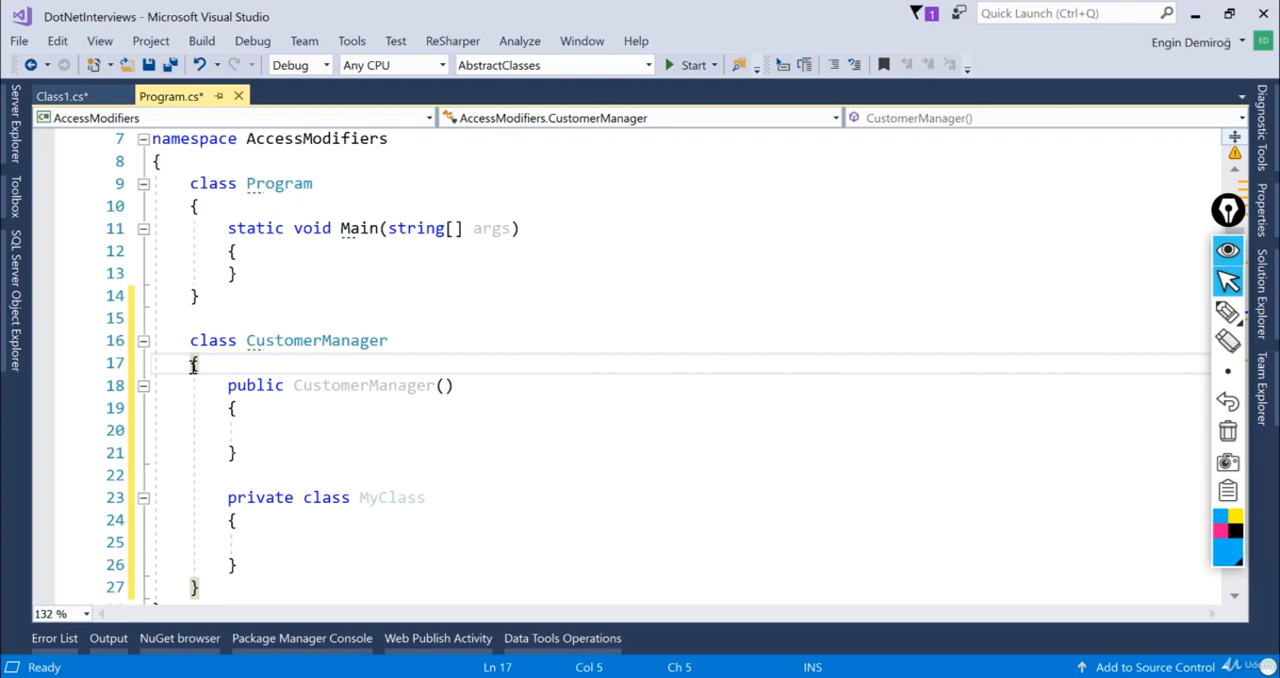 DotNetInterviews - Microsoft Visual Studio
1
Quick Launch (Ctrl+Q)
File Edit View Project Build Debug Team Tools Test ReSharper Analyze Window Help
Engin Demiroğ
ED
Debug Any CPU AbstractClasses Start
Class1.cs* Program.cs*
AccessModifiers AccessModifiers.CustomerManager CustomerManager()
Server Explorer
Toolbox
SQL Server Object Explorer
7 namespace AccessModifiers
8 {
9 class Program
10 {
11 static void Main(string[] args)
12 {
13 }
14 }
15
16 class CustomerManager
17 {
18 public CustomerManager()
19 {
20
21 }
22
23 private class MyClass
24 {
25
26 }
27 }
Diagnostic Tools
Properties
Solution Explorer
Team Explorer
132 %
Error List Output NuGet browser Package Manager Console Web Publish Activity Data Tools Operations
Ready Ln 17 Col 5 Ch 5 INS Add to Source Control